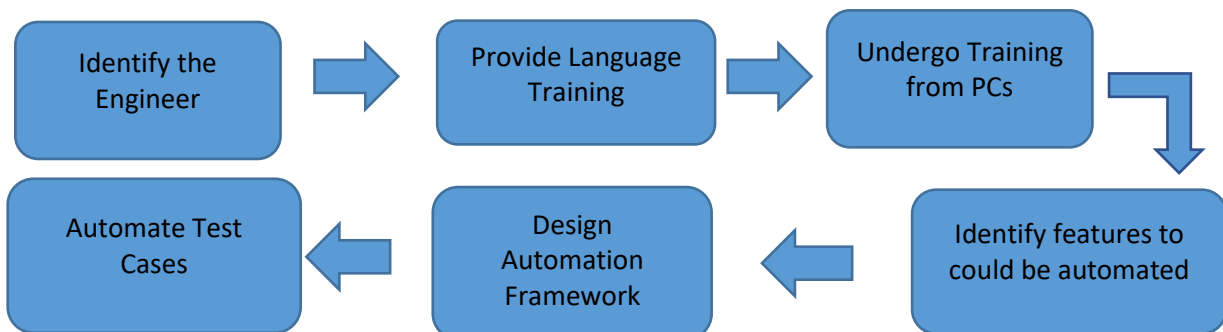 Identify the
Engineer
Provide Language
Training
Undergo Training
from PCs
Identify features to
could be automated
Design
Automation
Framework
Automate Test
Cases